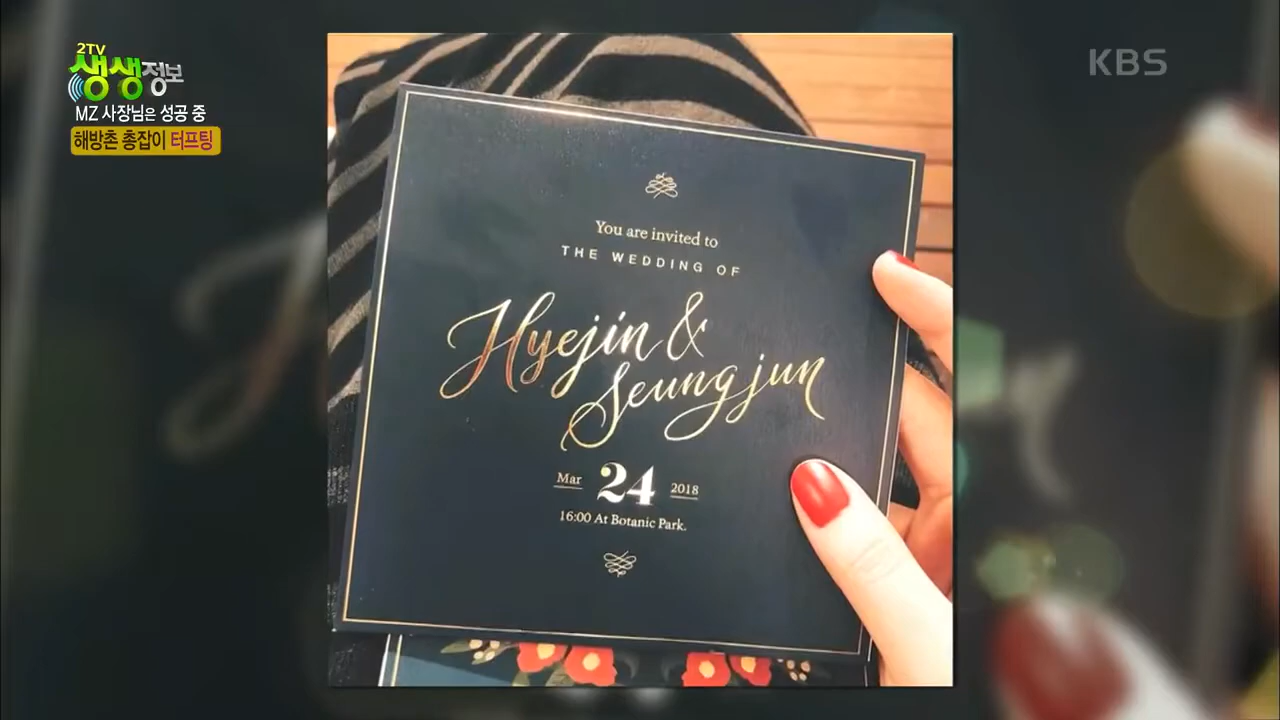 2TV
생생정보
MZ 사장님은 성공 중
해방촌 총잡이 터프팅
KBS
You are invited to
THE WEDDING OF
Hyejin &
Seungjun
Mar 24 2018
16:00 At Botanic Park.